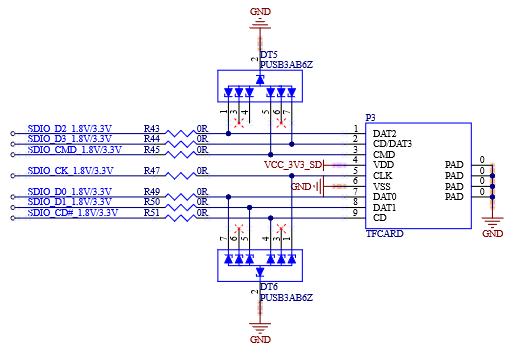 GND
2
DT5
PUSB3AB6Z
1 3 4 5 6 7
P3
SDIO_D2_1.8V/3.3V R43 0R 1 DAT2
SDIO_D3_1.8V/3.3V R44 0R 2 CD/DAT3
SDIO_CMD_1.8V/3.3V R45 0R 3 CMD
VCC_3V3_SD 4 VDD PAD 0
SDIO_CK_1.8V/3.3V R47 0R 5 CLK PAD 0
GND 6 VSS PAD 0
SDIO_D0_1.8V/3.3V R49 0R 7 DAT0 PAD 0
SDIO_D1_1.8V/3.3V R50 0R 8 DAT1
SDIO_CD#_1.8V/3.3V R51 0R 9 CD
TFCARD
GND
7 6 5 4 3 1
DT6
PUSB3AB6Z
2
GND